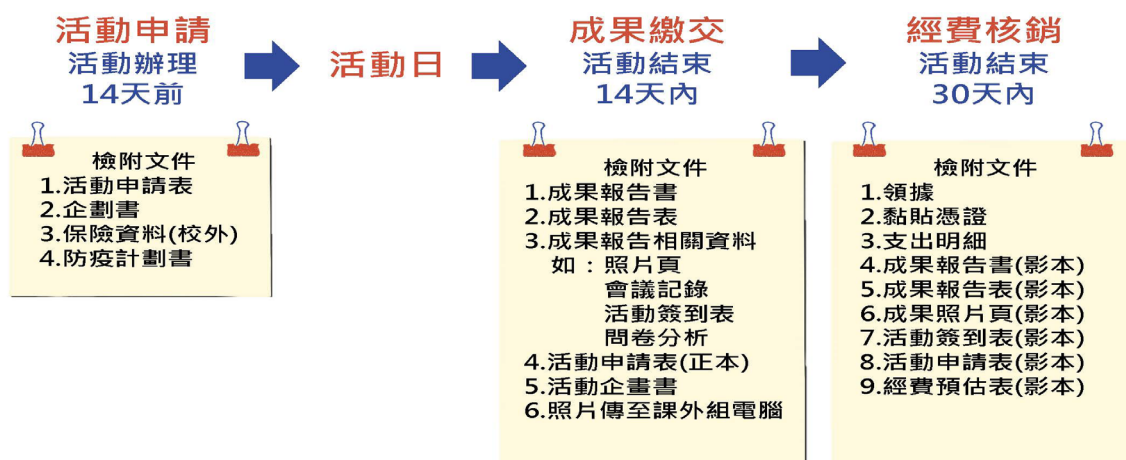 活動申請
活動辦理
14天前
檢附文件
1.活動申請表
2.企劃書
3.保險資料(校外)
4.防疫計劃書
活動日
成果繳交
活動結束
14天內
檢附文件
1.成果報告書
2.成果報告表
3.成果報告相關資料
如：照片頁
會議記錄
活動簽到表
問卷分析
4.活動申請表(正本)
5.活動企畫書
6.照片傳至課外組電腦
經費核銷
活動結束
30天內
檢附文件
1.領據
2.黏貼憑證
3.支出明細
4.成果報告書(影本)
5.成果報告表(影本)
6.成果照片頁(影本)
7.活動簽到表(影本)
8.活動申請表(影本)
9.經費預估表(影本)